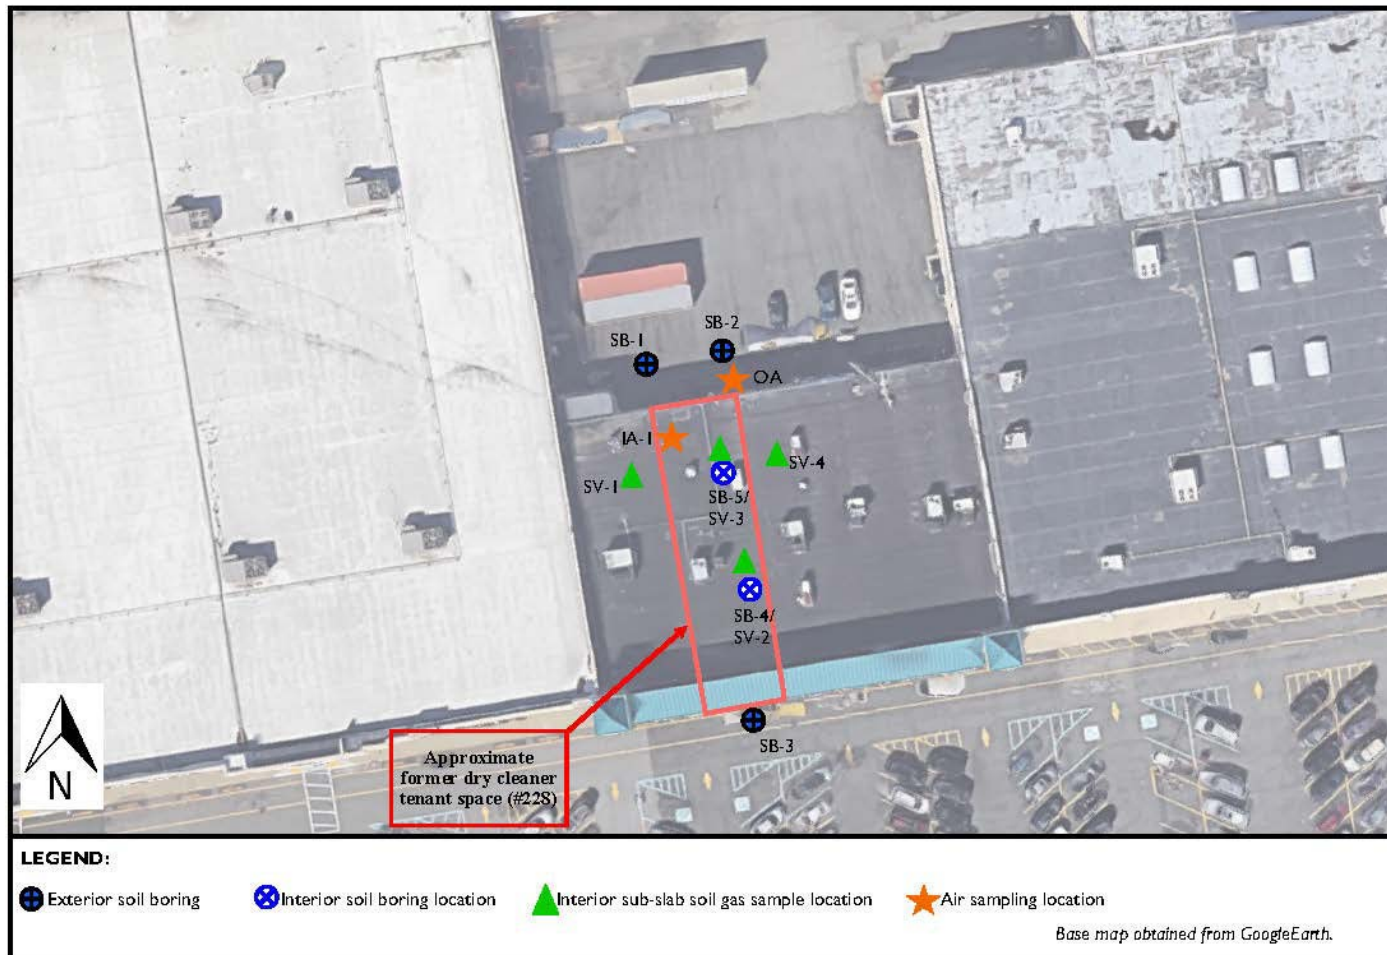 SB-2
SB-1
OA
IA-1
SV-4
SV-1
SB-5/
SV-3
SB-4/
SV-2
SB-3
Approximate
former dry cleaner
tenant space (#228)
N
LEGEND:
Exterior soil boring
Interior soil boring location
Interior sub-slab soil gas sample location
Air sampling location
Base map obtained from GoogleEarth.